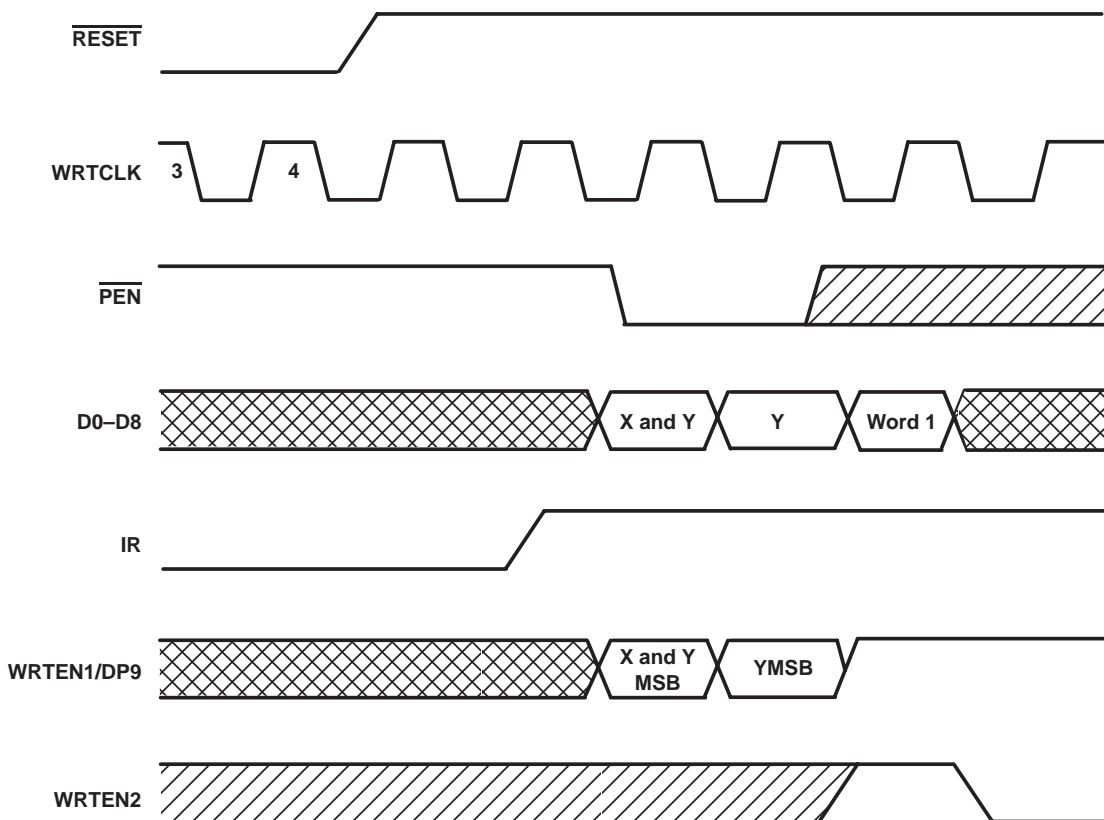 RESET
WRTCLK
3
4
PEN
D0–D8
X and Y
Y
Word 1
IR
WRTEN1/DP9
X and Y
MSB
YMSB
WRTEN2